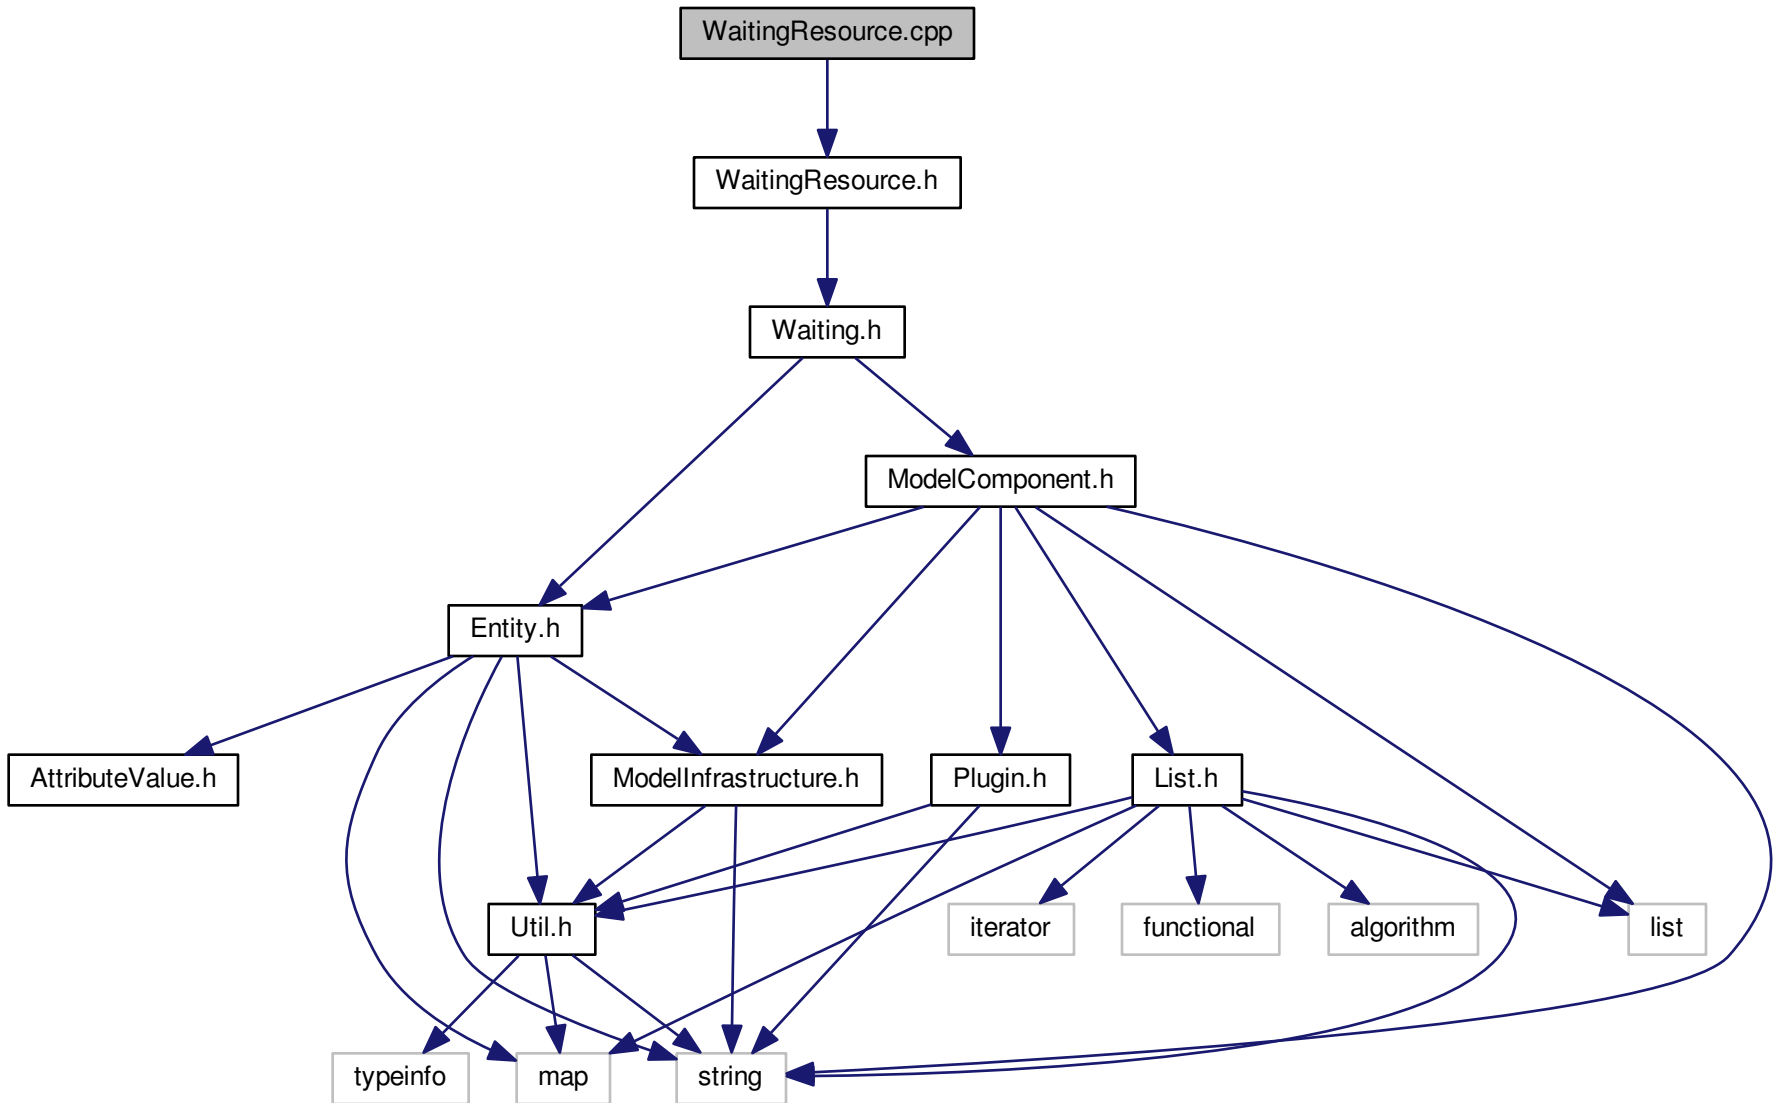 WaitingResource.cpp
WaitingResource.h
Waiting.h
ModelComponent.h
Entity.h
AttributeValue.h
ModelInfrastructure.h
Plugin.h
List.h
Util.h
iterator
functional
algorithm
list
typeinfo
map
string